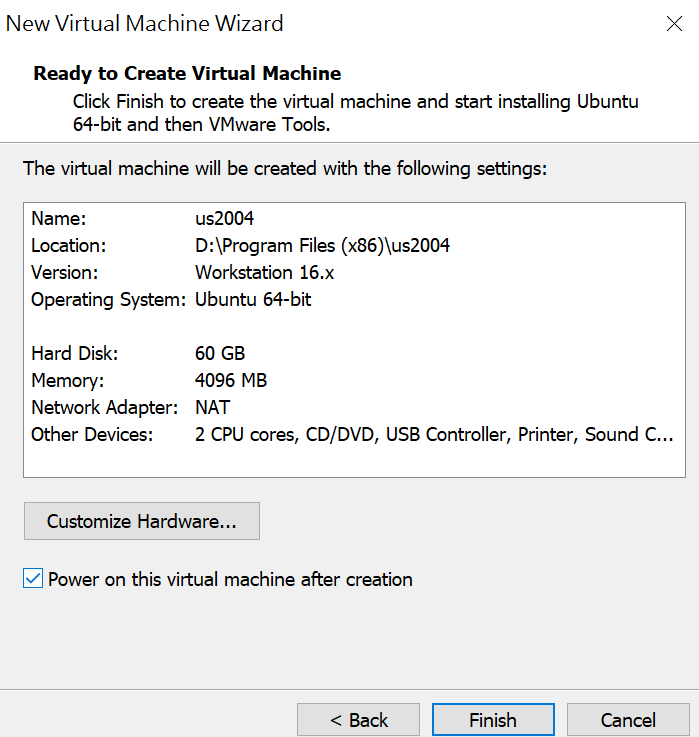 New Virtual Machine Wizard
Ready to Create Virtual Machine
Click Finish to create the virtual machine and start installing Ubuntu
64-bit and then VMware Tools.
The virtual machine will be created with the following settings:
Name: us2004
Location: D:\Program Files (x86)\us2004
Version: Workstation 16.x
Operating System: Ubuntu 64-bit
Hard Disk: 60 GB
Memory: 4096 MB
Network Adapter: NAT
Other Devices: 2 CPU cores, CD/DVD, USB Controller, Printer, Sound C...
Customize Hardware...
Power on this virtual machine after creation
< Back Finish Cancel